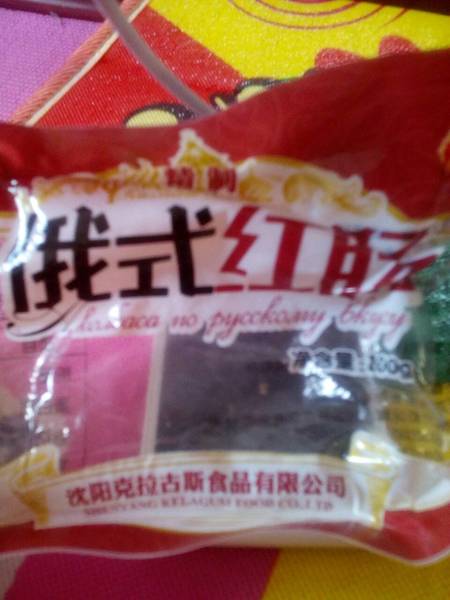 精制
俄式红肠
колбаса по русскому вкусу
净含量:200g
沈阳克拉古斯食品有限公司
SHENYANG KELAGUSI FOOD CO.,LTD